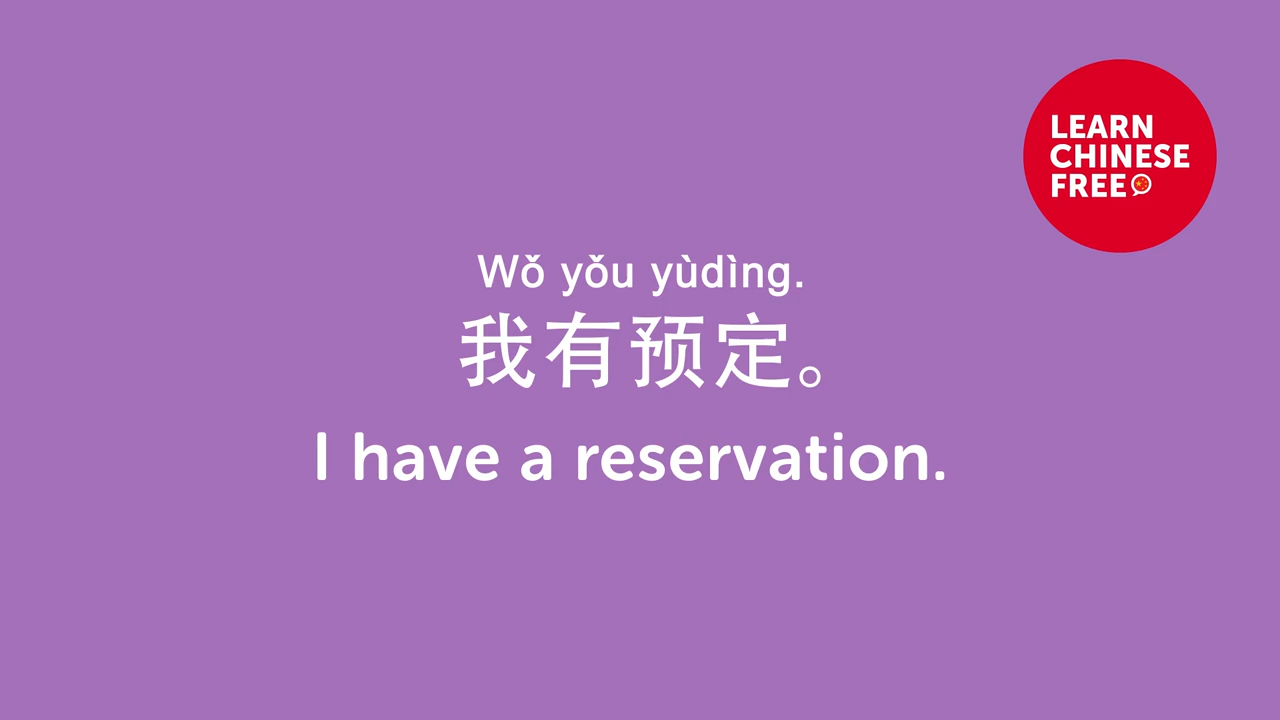 LEARN
CHINESE
FREE
Wǒ yǒu yùdìng.
我有预定。
I have a reservation.